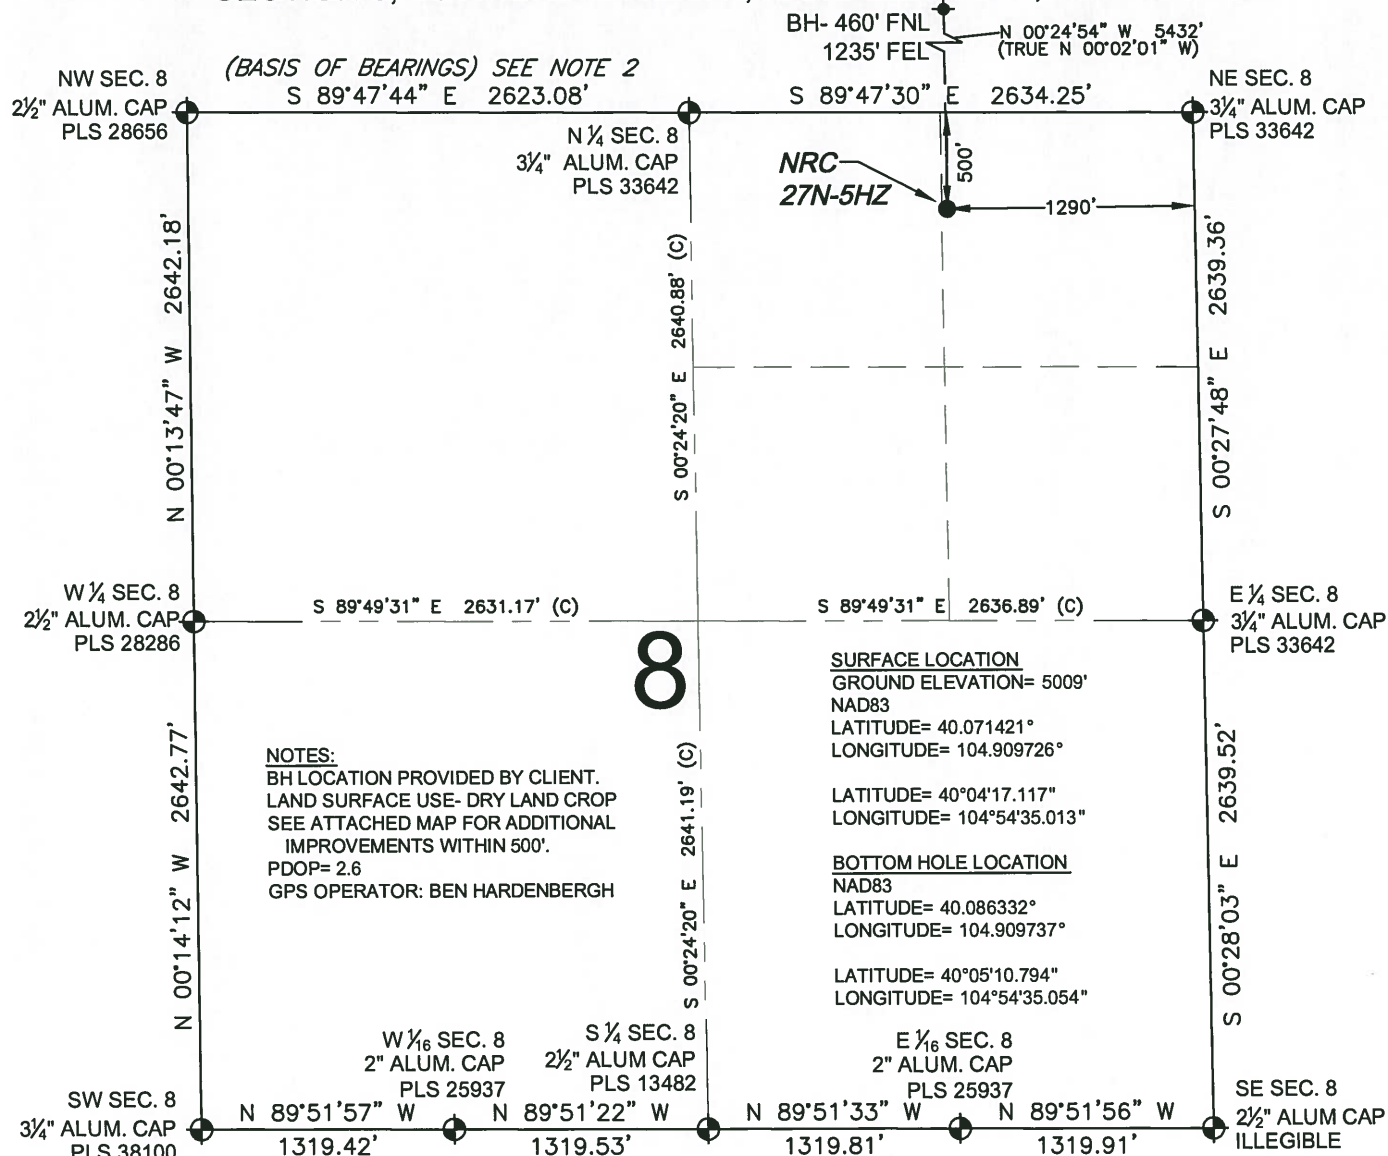 BH- 460' FNL
1235' FEL
N 00°24'54" W 5432'
(TRUE N 00°02'01" W)
(BASIS OF BEARINGS) SEE NOTE 2
S 89°47'44" E 2623.08'
S 89°47'30" E 2634.25'
NW SEC. 8
2½" ALUM. CAP
PLS 28656
N ¼ SEC. 8
3¼" ALUM. CAP
PLS 33642
NE SEC. 8
3¼" ALUM. CAP
PLS 33642
NRC
27N-5HZ
500'
1290'
N 00°13'47" W 2642.18'
S 00°24'20" E 2640.88' (C)
S 00°27'48" E 2639.36'
W ¼ SEC. 8
2½" ALUM. CAP
PLS 28286
S 89°49'31" E 2631.17' (C)
S 89°49'31" E 2636.89' (C)
E ¼ SEC. 8
3¼" ALUM. CAP
PLS 33642
8
SURFACE LOCATION
GROUND ELEVATION= 5009'
NAD83
LATITUDE= 40.071421°
LONGITUDE= 104.909726°
LATITUDE= 40°04'17.117"
LONGITUDE= 104°54'35.013"
BOTTOM HOLE LOCATION
NAD83
LATITUDE= 40.086332°
LONGITUDE= 104.909737°
LATITUDE= 40°05'10.794"
LONGITUDE= 104°54'35.054"
NOTES:
BH LOCATION PROVIDED BY CLIENT.
LAND SURFACE USE- DRY LAND CROP
SEE ATTACHED MAP FOR ADDITIONAL
IMPROVEMENTS WITHIN 500'.
PDOP= 2.6
GPS OPERATOR: BEN HARDENBERGH
N 00°14'12" W 2642.77'
S 00°24'20" E 2641.19' (C)
S 00°28'03" E 2639.52'
W 1/16 SEC. 8
2" ALUM. CAP
PLS 25937
S ¼ SEC. 8
2½" ALUM CAP
PLS 13482
E 1/16 SEC. 8
2" ALUM. CAP
PLS 25937
SW SEC. 8
3¼" ALUM. CAP
PLS 38100
SE SEC. 8
2½" ALUM CAP
ILLEGIBLE
N 89°51'57" W
1319.42'
N 89°51'22" W
1319.53'
N 89°51'33" W
1319.81'
N 89°51'56" W
1319.91'